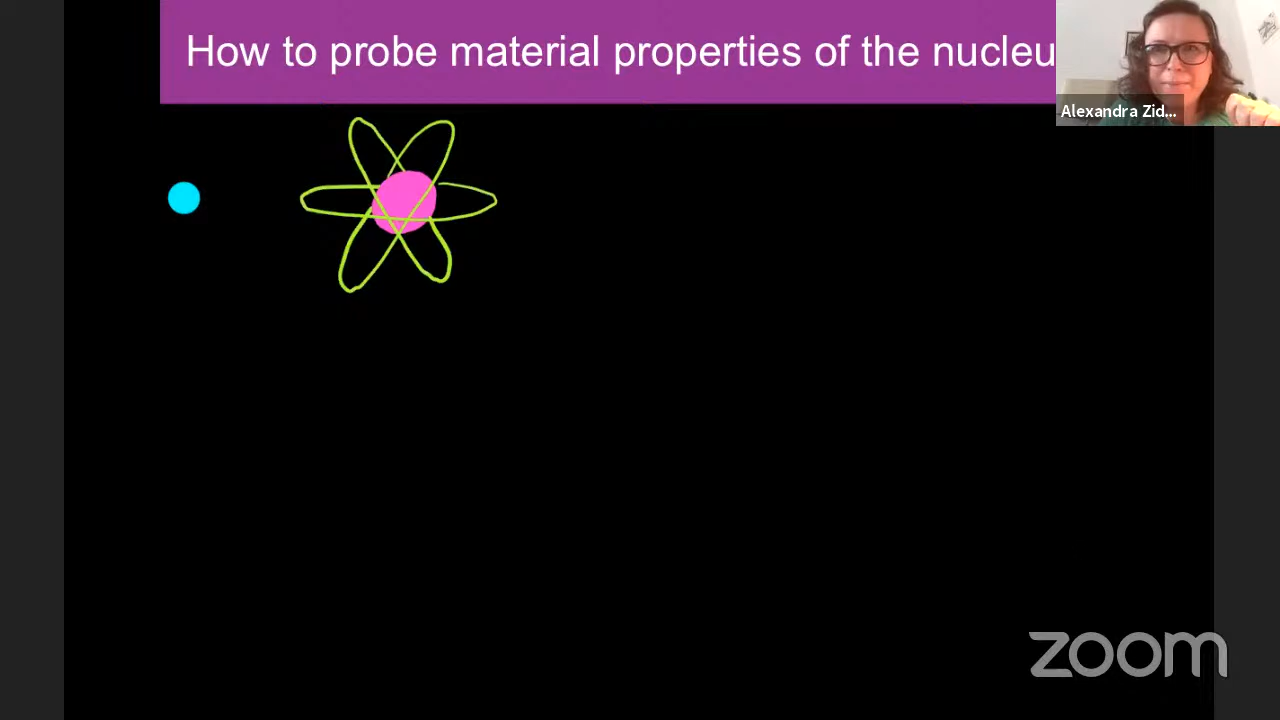 How to probe material properties of the nucleu
Alexandra Zid...
zoom